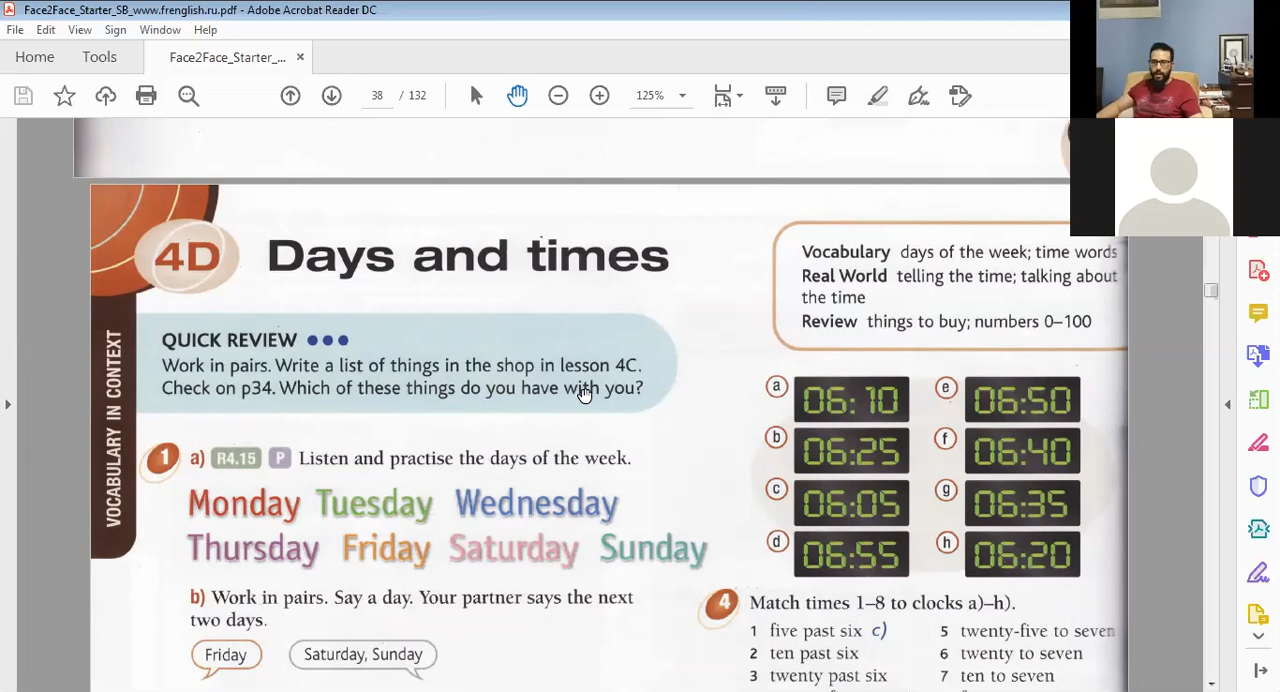 Face2Face_Starter_SB_www.frenglish.ru.pdf - Adobe Acrobat Reader DC
File Edit View Sign Window Help
Home Tools Face2Face_Starter_... ×
38 / 132 125%
4D Days and times
VOCABULARY IN CONTEXT
QUICK REVIEW ●●●
Work in pairs. Write a list of things in the shop in lesson 4C.
Check on p34. Which of these things do you have with you?
1 a) R4.15 P Listen and practise the days of the week.
Monday Tuesday Wednesday
Thursday Friday Saturday Sunday
b) Work in pairs. Say a day. Your partner says the next
two days.
Friday Saturday, Sunday
Vocabulary days of the week; time words
Real World telling the time; talking about
the time
Review things to buy; numbers 0–100
a 06:10 e 06:50
b 06:25 f 06:40
c 06:05 g 06:35
d 06:55 h 06:20
4 Match times 1–8 to clocks a)–h).
1 five past six c) 5 twenty-five to seven
2 ten past six 6 twenty to seven
3 twenty past six 7 ten to seven